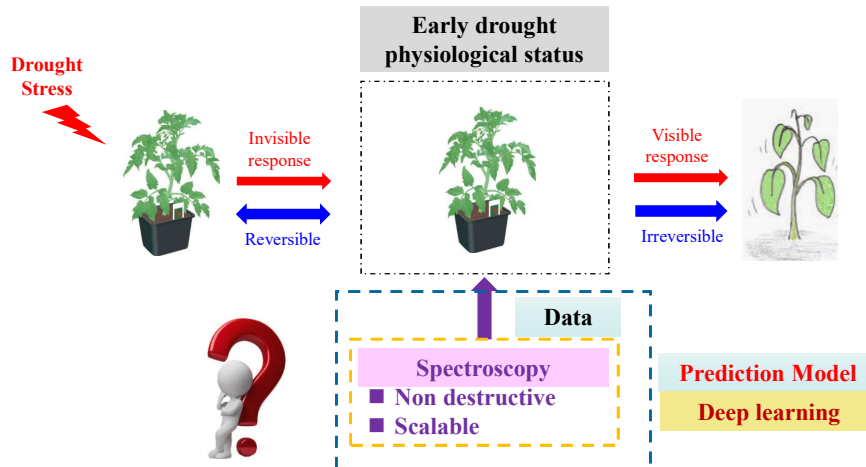 Early drought
physiological status
Drought
Stress
Invisible
response
Reversible
Visible
response
Irreversible
Data
Spectroscopy
Non destructive
Scalable
Prediction Model
Deep learning